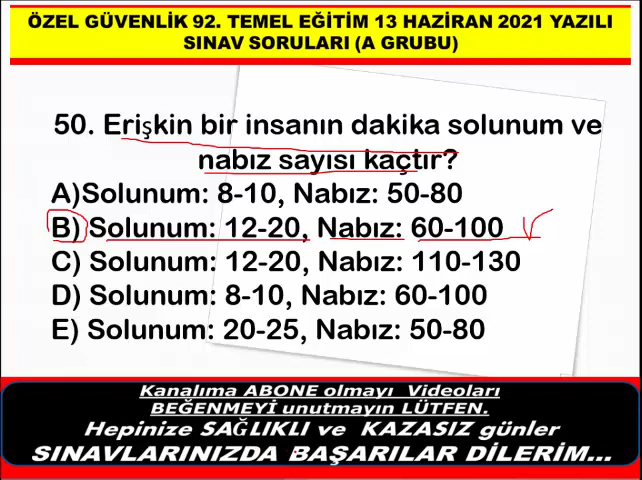 ÖZEL GÜVENLİK 92. TEMEL EĞİTİM 13 HAZİRAN 2021 YAZILI
SINAV SORULARI (A GRUBU)
50. Erişkin bir insanın dakika solunum ve
nabız sayısı kaçtır?
A)Solunum: 8-10, Nabız: 50-80
B) Solunum: 12-20, Nabız: 60-100
C) Solunum: 12-20, Nabız: 110-130
D) Solunum: 8-10, Nabız: 60-100
E) Solunum: 20-25, Nabız: 50-80
Kanalıma ABONE olmayı Videoları
BEĞENMEYİ unutmayın LÜTFEN.
Hepinize SAĞLIKLI ve KAZASIZ günler
SINAVLARINIZDA BAŞARILAR DİLERİM...